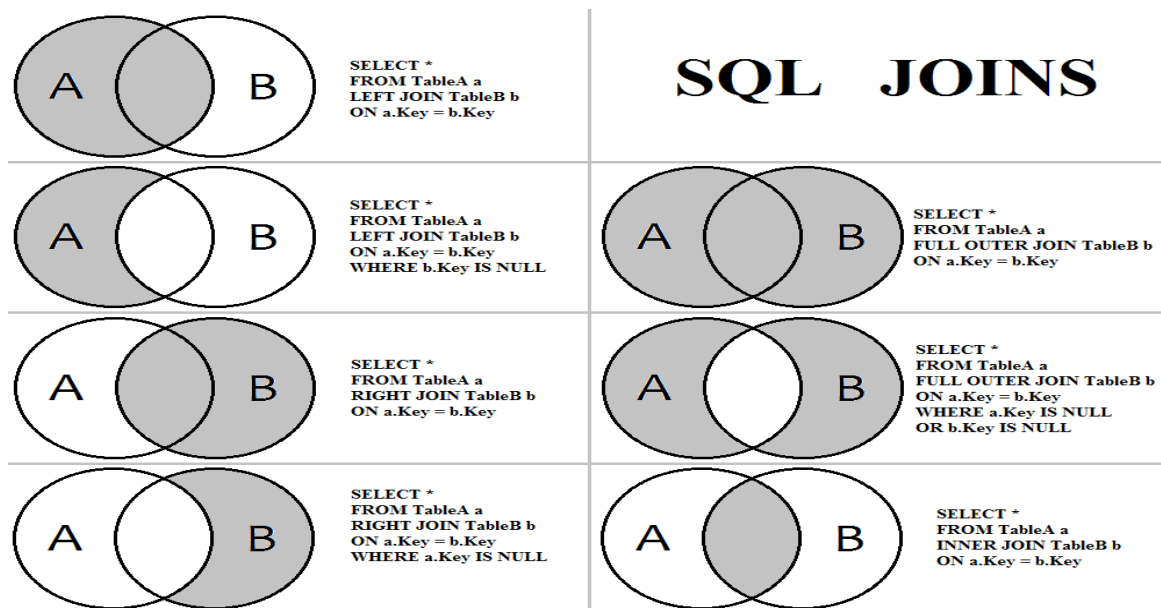 A
B
SELECT *
FROM TableA a
LEFT JOIN TableB b
ON a.Key = b.Key
SQL JOINS
A
B
SELECT *
FROM TableA a
LEFT JOIN TableB b
ON a.Key = b.Key
WHERE b.Key IS NULL
A
B
SELECT *
FROM TableA a
FULL OUTER JOIN TableB b
ON a.Key = b.Key
A
B
SELECT *
FROM TableA a
RIGHT JOIN TableB b
ON a.Key = b.Key
A
B
SELECT *
FROM TableA a
FULL OUTER JOIN TableB b
ON a.Key = b.Key
WHERE a.Key IS NULL
OR b.Key IS NULL
A
B
SELECT *
FROM TableA a
RIGHT JOIN TableB b
ON a.Key = b.Key
WHERE a.Key IS NULL
A
B
SELECT *
FROM TableA a
INNER JOIN TableB b
ON a.Key = b.Key